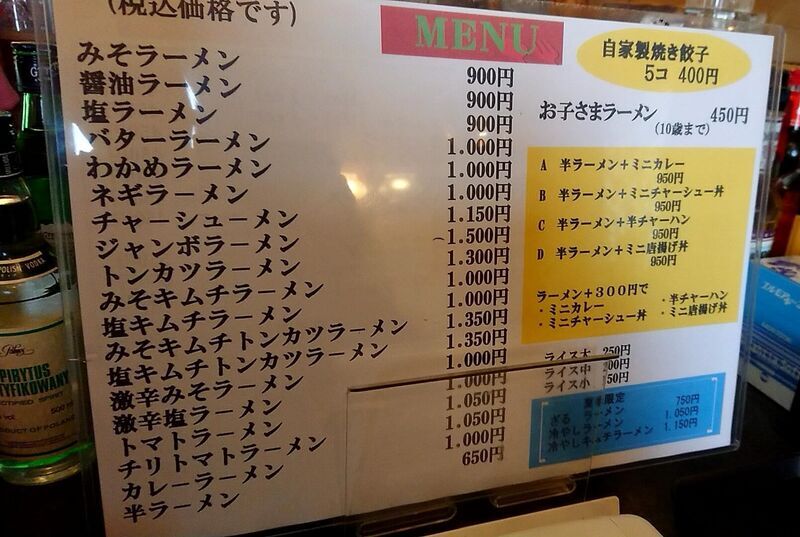 (税込価格です)
MENU
みそラーメン 900円
醤油ラーメン 900円
塩ラーメン 900円
バターラーメン 1.000円
わかめラーメン 1.000円
ネギラーメン 1.000円
チャーシューメン 1.150円
ジャンボラーメン 1.500円
トンカツラーメン 1.300円
みそキムチラーメン 1.000円
塩キムチラーメン 1.000円
みそキムチトンカツラーメン 1.350円
塩キムチトンカツラーメン 1.350円
激辛みそラーメン 1.000円
激辛塩ラーメン 1.000円
トマトラーメン 1.050円
チリトマトラーメン 1.050円
カレーラーメン 1.000円
半ラーメン 650円
自家製焼き餃子
5コ 400円
お子さまラーメン 450円
(10歳まで)
A 半ラーメン+ミニカレー
950円
B 半ラーメン+ミニチャーシュー丼
950円
C 半ラーメン+半チャーハン
950円
D 半ラーメン+ミニ唐揚げ丼
950円
ラーメン+300円で
・ミニカレー ・半チャーハン
・ミニチャーシュー丼 ・ミニ唐揚げ丼
ライス大 250円
ライス中
ライス小
限定
ざるラーメン 750円
冷やしラーメン 1.050円
冷やしキムチラーメン 1.150円
POLISH VODKA
TYFIKOWANY
PRODUCT OF POLAND